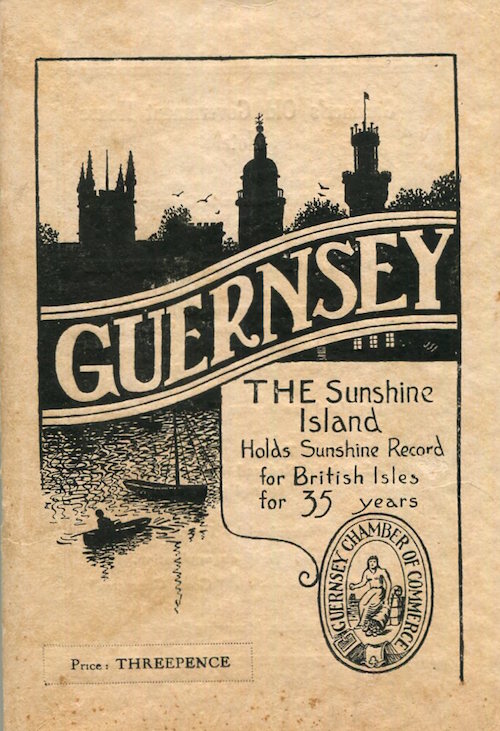 GUERNSEY
THE Sunshine
Island
Holds Sunshine Record
for British Isles
for 35 years
GUERNSEY CHAMBER OF COMMERCE
Price: THREEPENCE